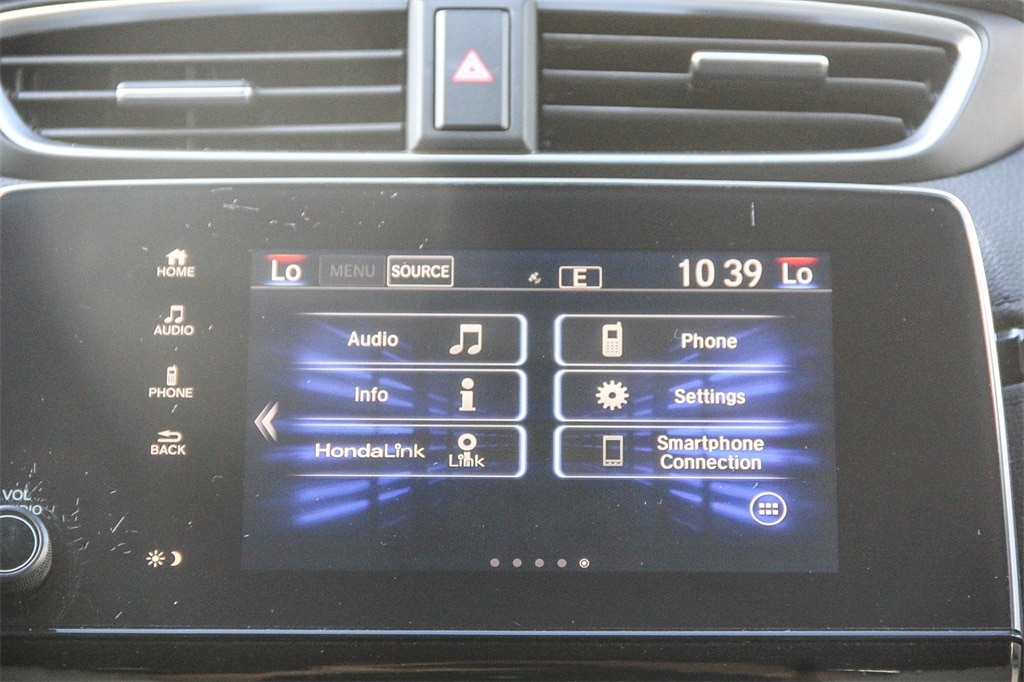 Lo MENU SOURCE E 10 39 Lo
HOME
AUDIO
PHONE
BACK
VOL
Audio
Phone
Info
Settings
HondaLink Link
Smartphone
Connection